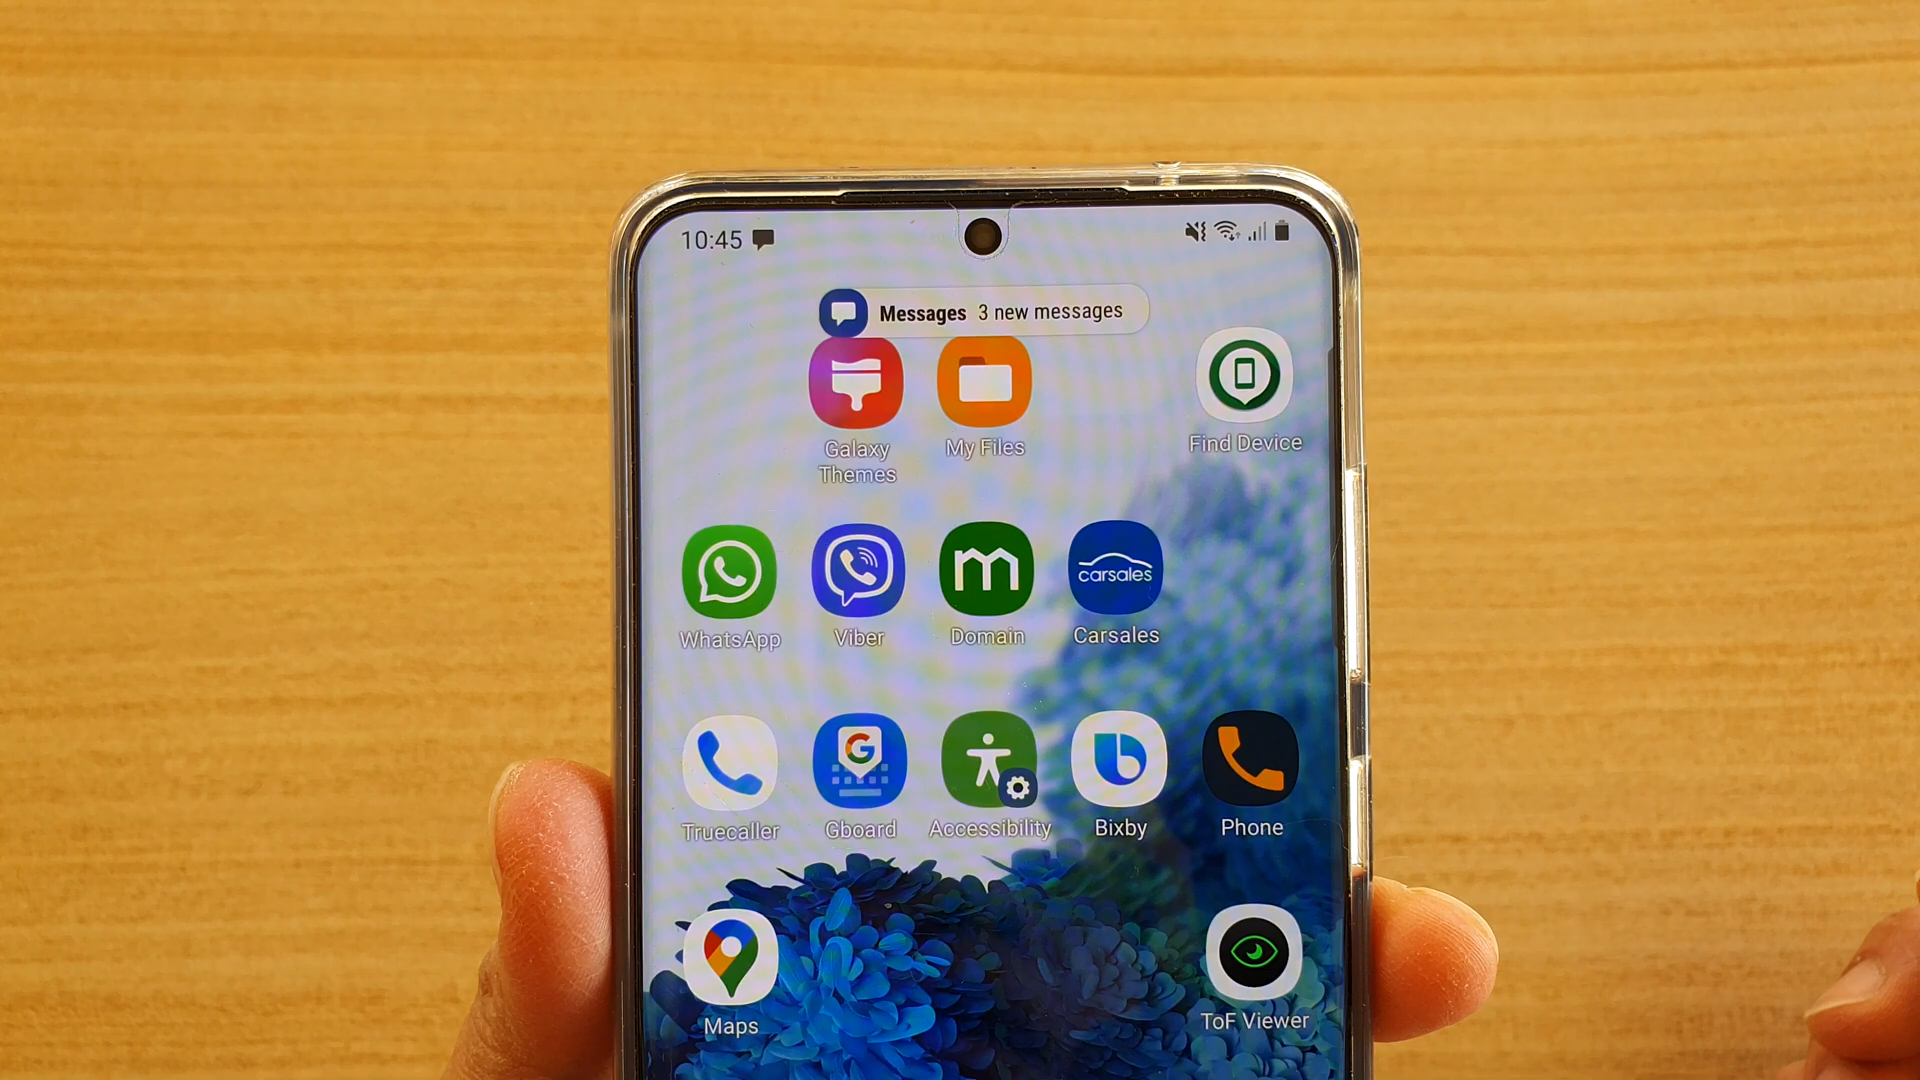 10:45
Messages 3 new messages
Galaxy
Themes
My Files
Find Device
carsales
WhatsApp
Viber
Domain
Carsales
G
Truecaller
Gboard
Accessibility
Bixby
Phone
Maps
ToF Viewer